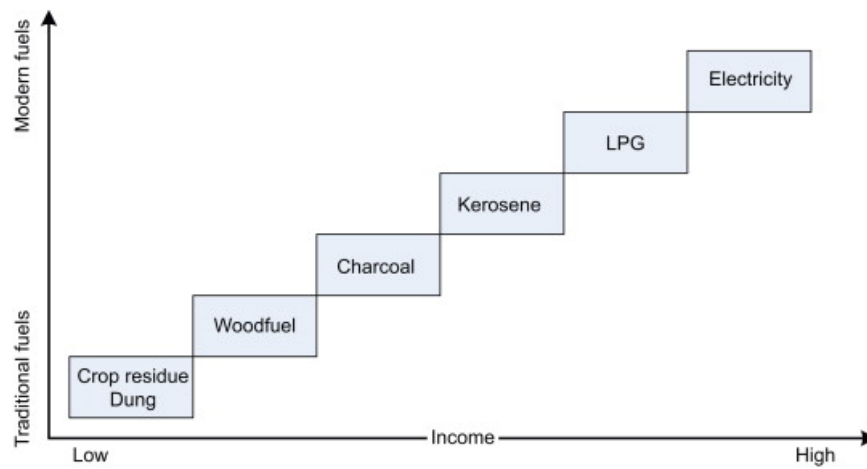 Modern fuels
Electricity
LPG
Kerosene
Charcoal
Woodfuel
Crop residue
Dung
Traditional fuels
Income
Low
High